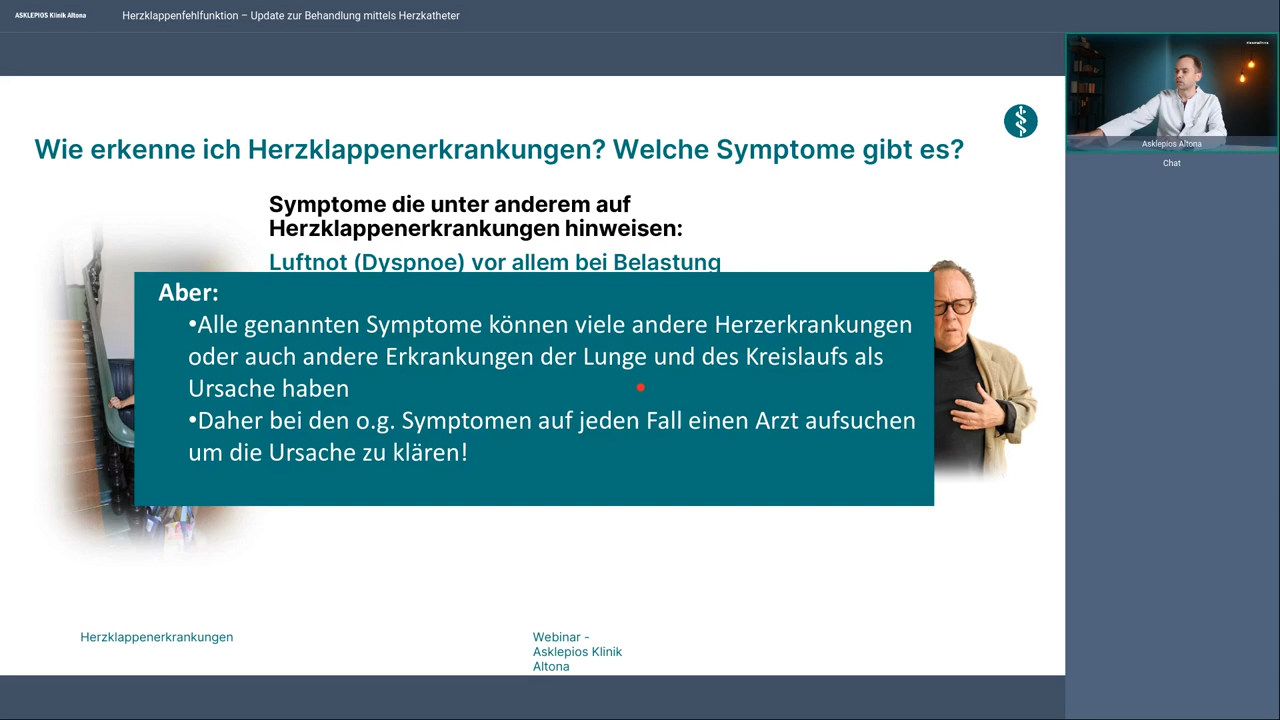 ASKLEPIOS Klinik Altona
Herzklappenfehlfunktion – Update zur Behandlung mittels Herzkatheter
Wie erkenne ich Herzklappenerkrankungen? Welche Symptome gibt es?
Symptome die unter anderem auf
Herzklappenerkrankungen hinweisen:
Luftnot (Dyspnoe) vor allem bei Belastung
Aber:
•Alle genannten Symptome können viele andere Herzerkrankungen
oder auch andere Erkrankungen der Lunge und des Kreislaufs als
Ursache haben
•Daher bei den o.g. Symptomen auf jeden Fall einen Arzt aufsuchen
um die Ursache zu klären!
Herzklappenerkrankungen
Webinar -
Asklepios Klinik
Altona
Asklepios Altona
Chat